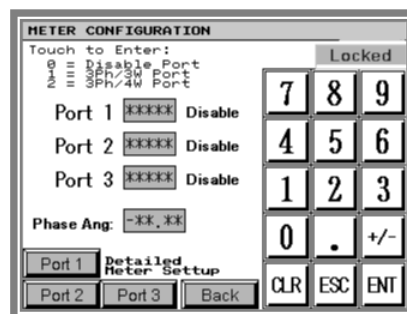 METER CONFIGURATION
Touch to Enter:
0 = Disable Port
1 = 3Ph/3W Port
2 = 3Ph/4W Port
Locked
Port 1 ***** Disable
Port 2 ***** Disable
Port 3 ***** Disable
Phase Ang: -**.**
Port 1 Detailed
Meter Settup
Port 2 Port 3 Back
7 8 9
4 5 6
1 2 3
0 . +/-
CLR ESC ENT